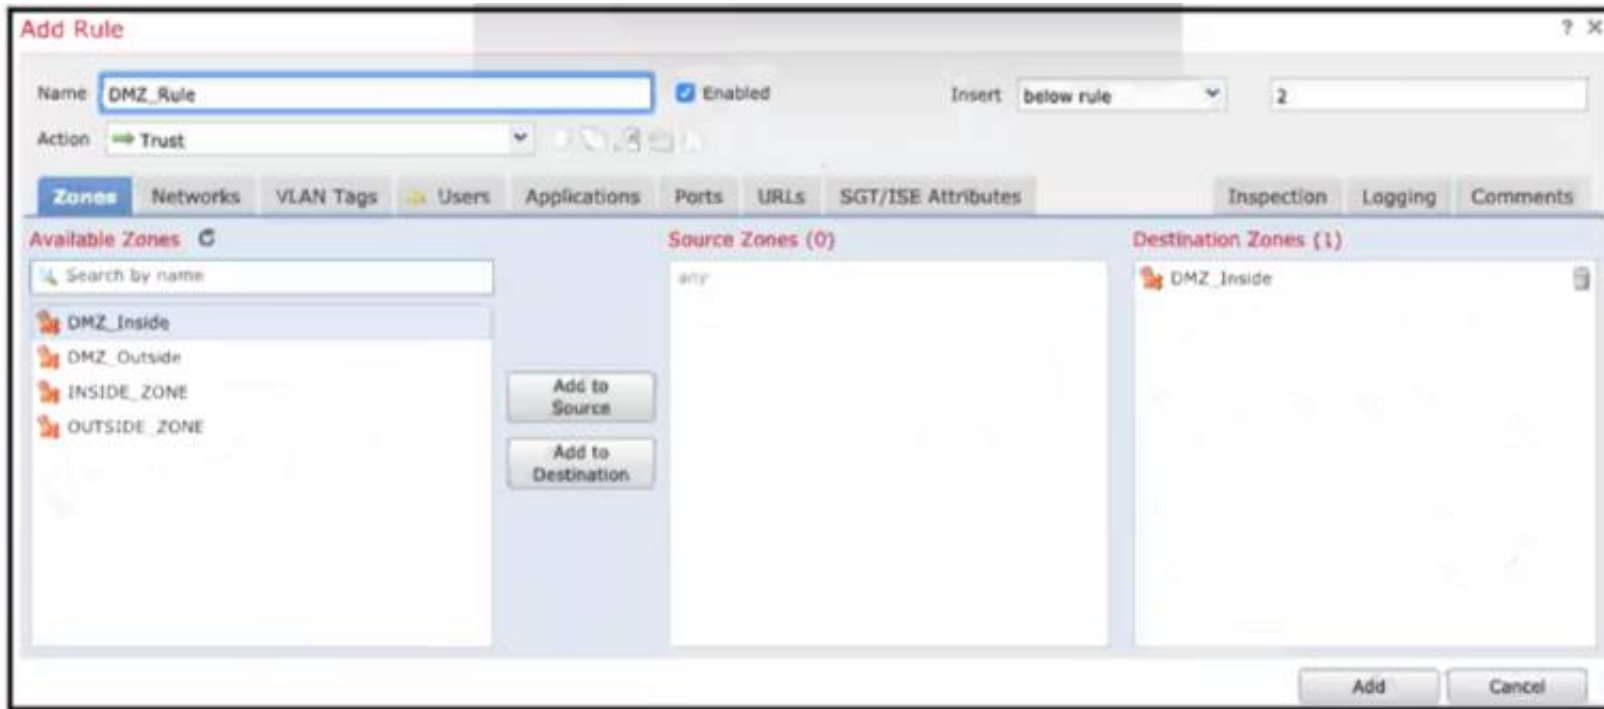 Add Rule
? X
Name DMZ_Rule Enabled Insert below rule 2
Action Trust
Zones Networks VLAN Tags Users Applications Ports URLs SGT/ISE Attributes Inspection Logging Comments
Available Zones Source Zones (0) Destination Zones (1)
Search by name any DMZ_Inside
DMZ_Inside
DMZ_Outside
INSIDE_ZONE
OUTSIDE_ZONE
Add to
Source
Add to
Destination
Add Cancel